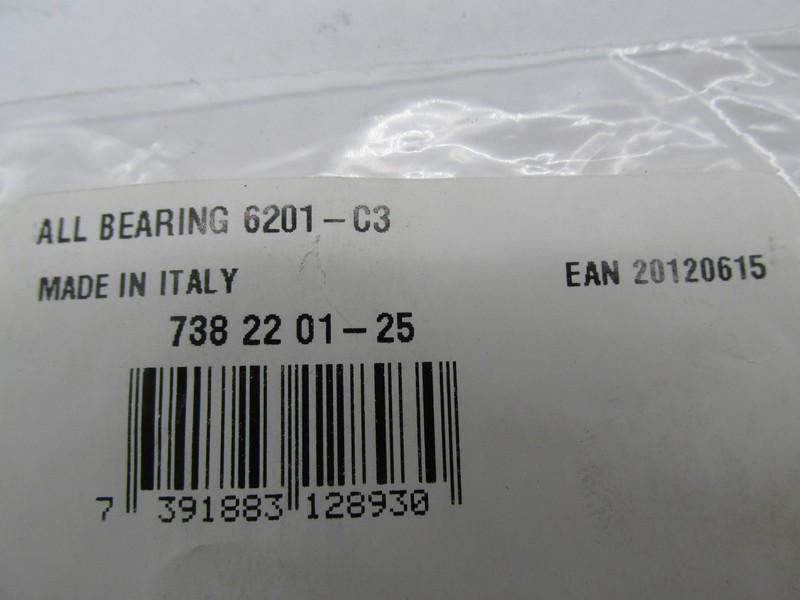 ALL BEARING 6201-C3
MADE IN ITALY EAN 20120615
738 22 01-25
7 391883 128930